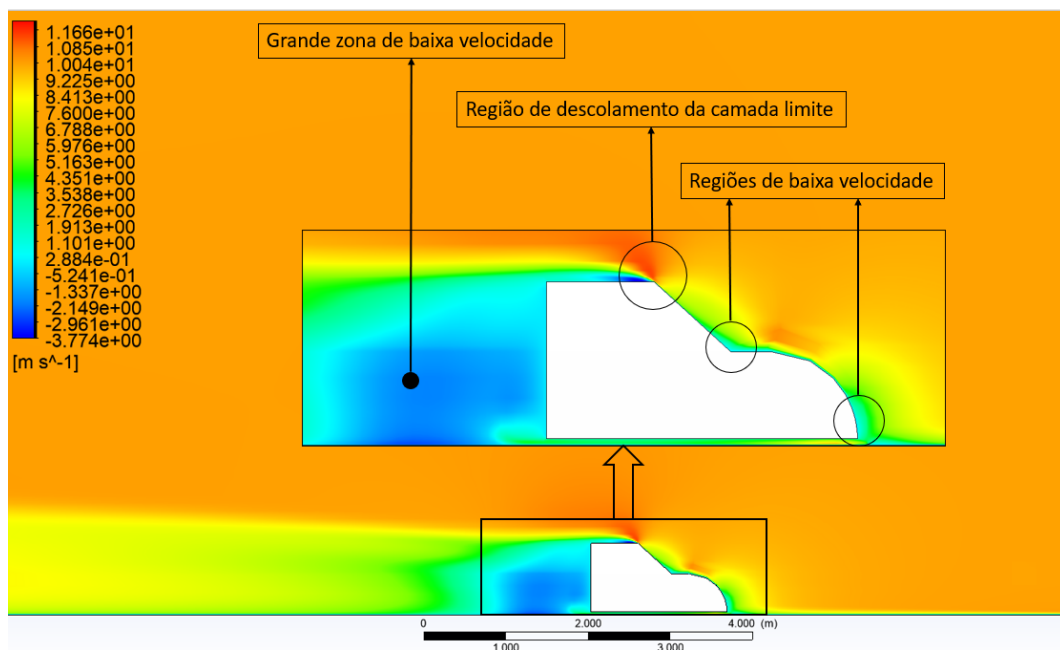 1.166e+01
1.085e+01
1.004e+01
9.225e+00
8.413e+00
7.600e+00
6.788e+00
5.976e+00
5.163e+00
4.351e+00
3.538e+00
2.726e+00
1.913e+00
1.101e+00
2.884e-01
-5.241e-01
-1.337e+00
-2.149e+00
-2.961e+00
-3.774e+00
[m s^-1]
Grande zona de baixa velocidade
Região de descolamento da camada limite
Regiões de baixa velocidade
0 2.000 4.000 (m)
1.000 3.000